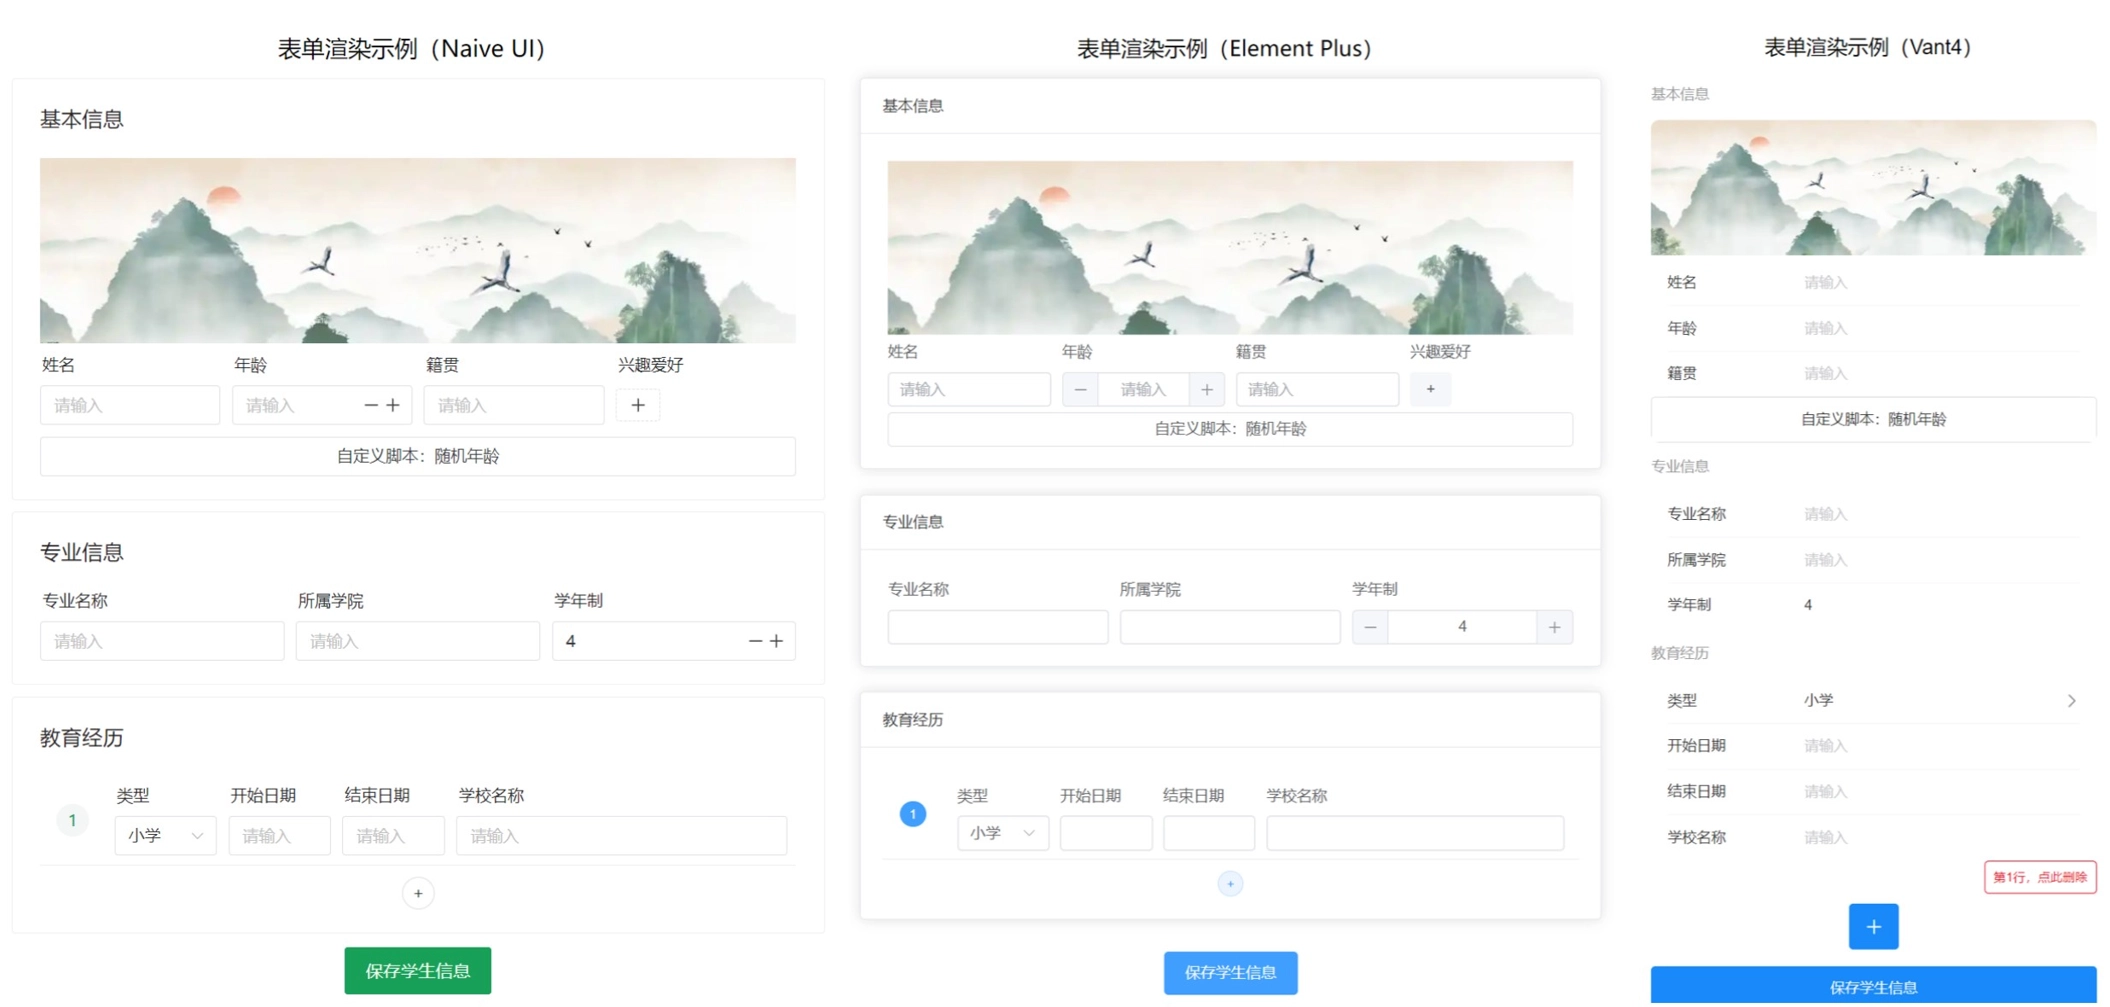 表单渲染示例（Naive UI）
基本信息
姓名 年龄 籍贯 兴趣爱好
请输入 请输入 — + 请输入 +
自定义脚本：随机年龄
专业信息
专业名称 所属学院 学年制
请输入 请输入 4 — +
教育经历
类型 开始日期 结束日期 学校名称
1 小学 请输入 请输入 请输入
+
保存学生信息
表单渲染示例（Element Plus）
基本信息
姓名 年龄 籍贯 兴趣爱好
请输入 — 请输入 + 请输入 +
自定义脚本：随机年龄
专业信息
专业名称 所属学院 学年制
— 4 +
教育经历
类型 开始日期 结束日期 学校名称
1 小学
+
保存学生信息
表单渲染示例（Vant4）
基本信息
姓名 请输入
年龄 请输入
籍贯 请输入
自定义脚本：随机年龄
专业信息
专业名称 请输入
所属学院 请输入
学年制 4
教育经历
类型 小学
开始日期 请输入
结束日期 请输入
学校名称 请输入
第1行，点此删除
+
保存学生信息